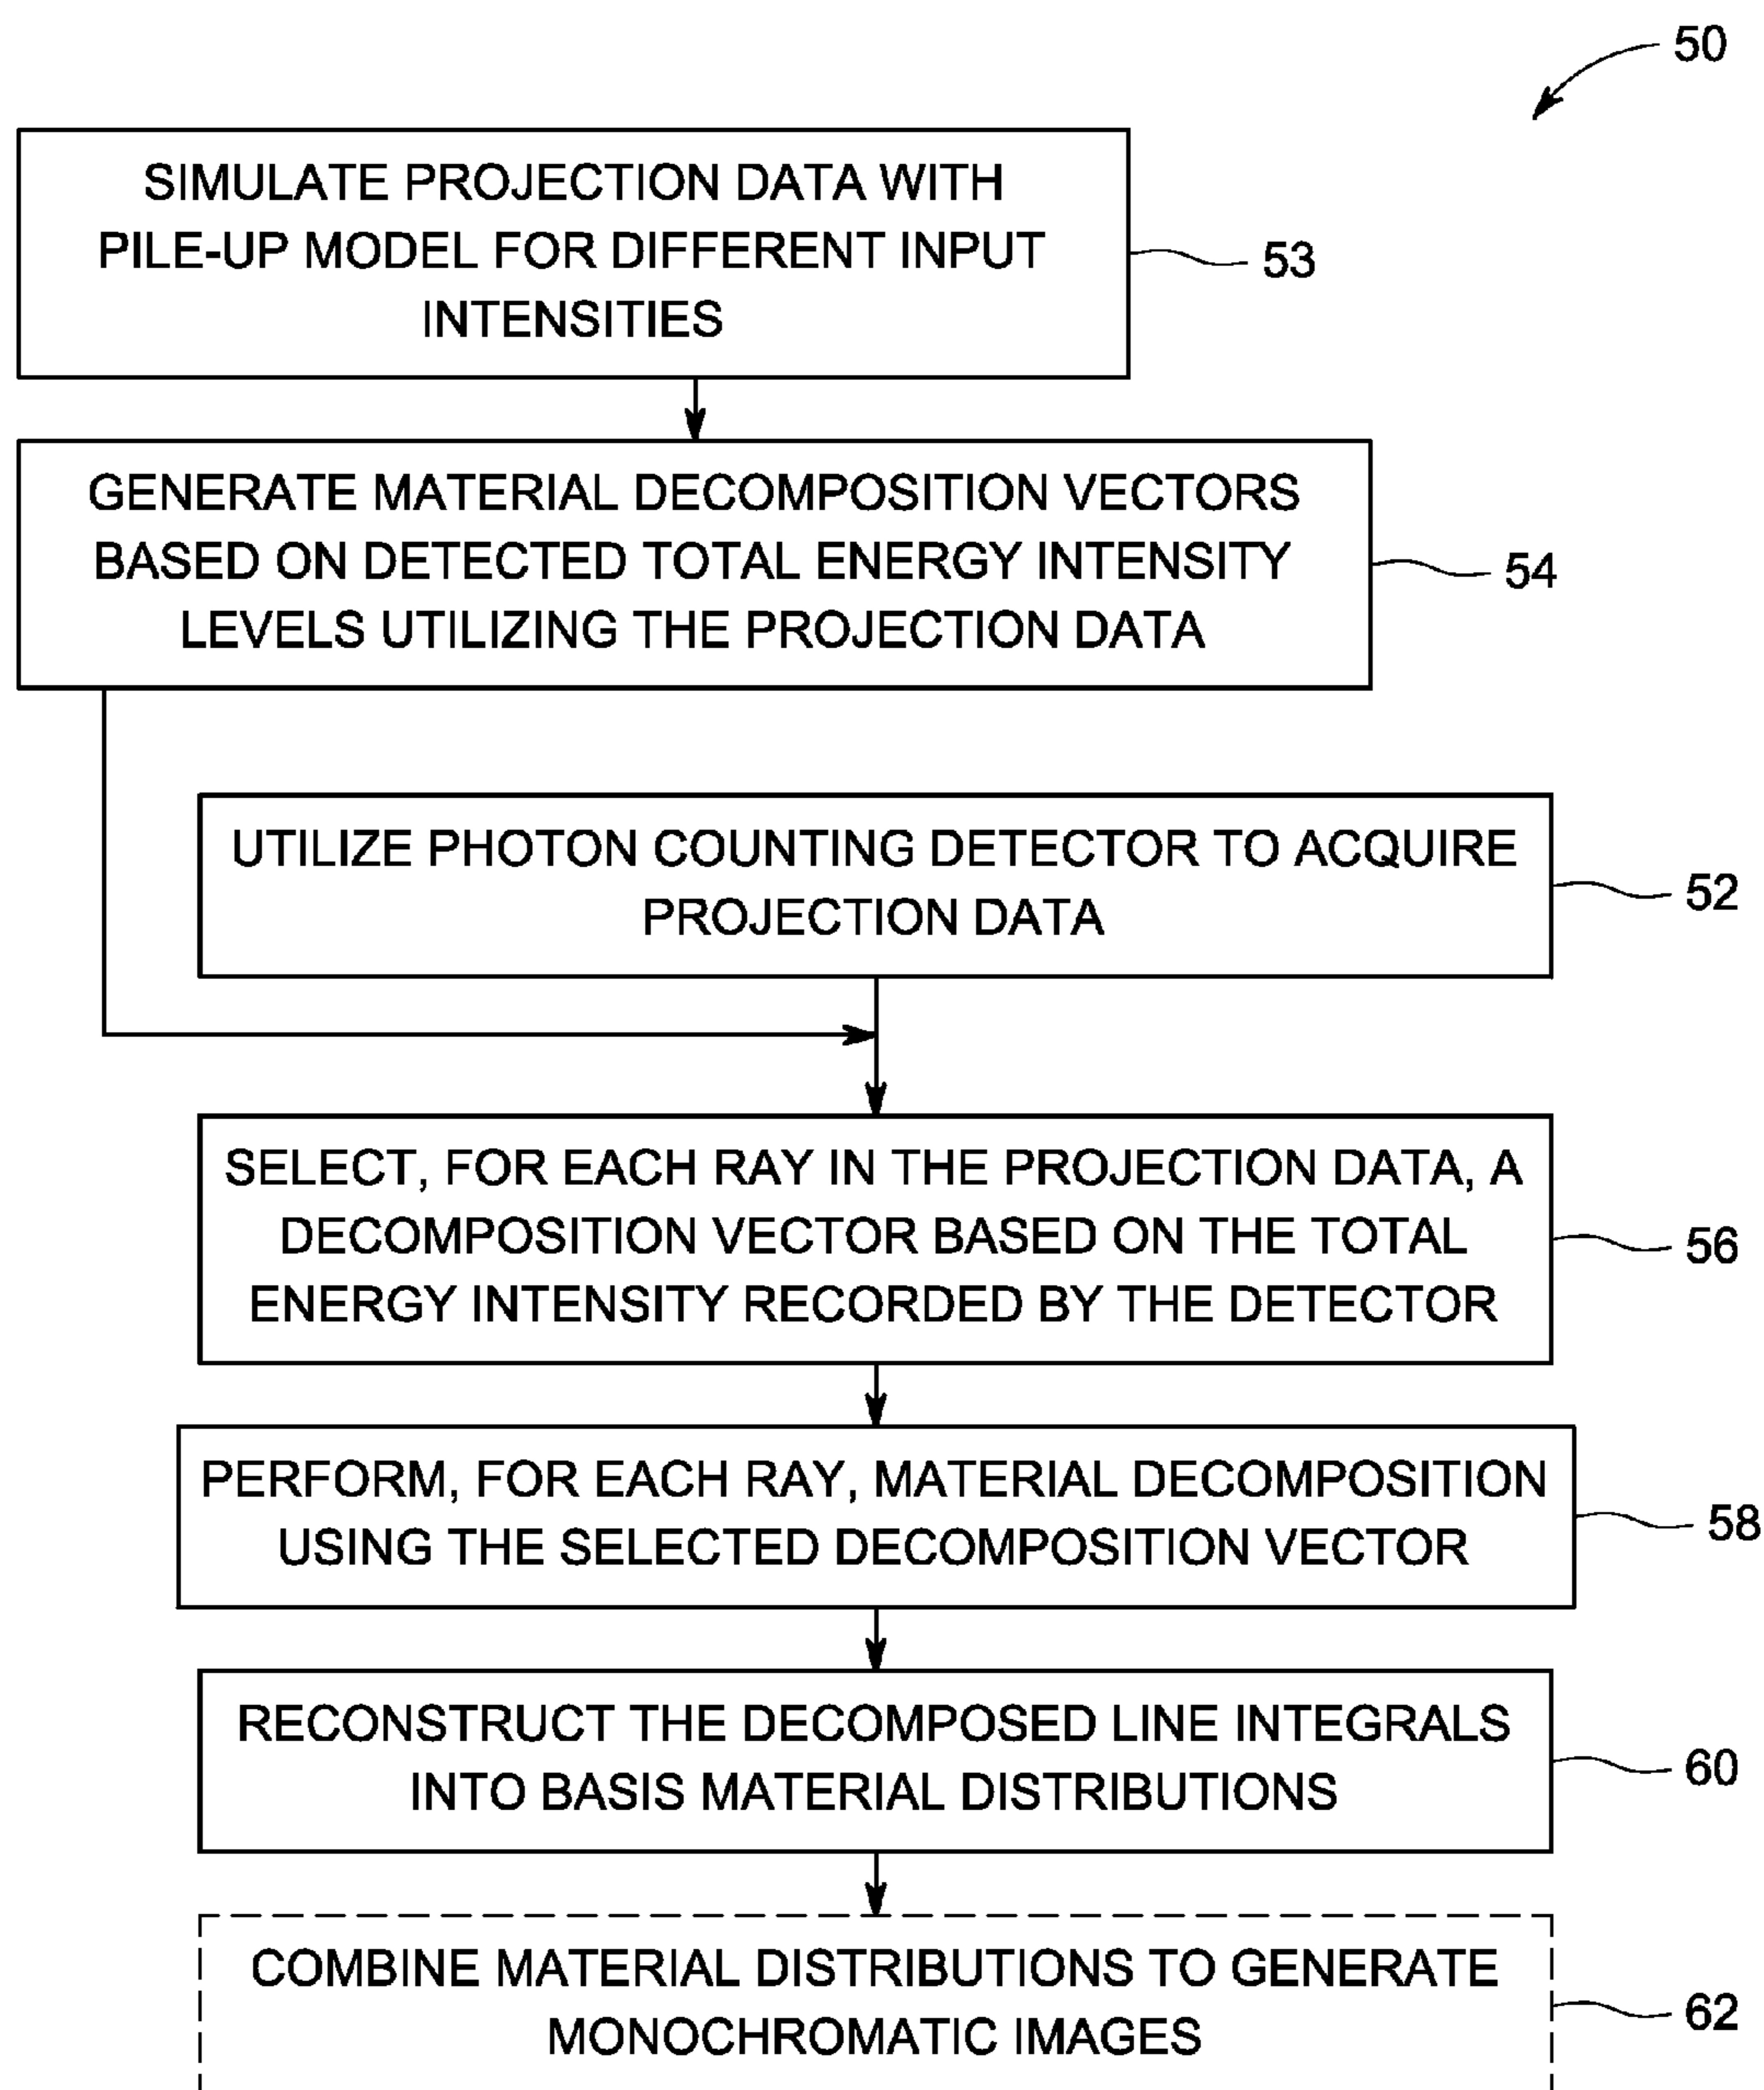 50
SIMULATE PROJECTION DATA WITH
PILE-UP MODEL FOR DIFFERENT INPUT
INTENSITIES
53
GENERATE MATERIAL DECOMPOSITION VECTORS
BASED ON DETECTED TOTAL ENERGY INTENSITY
LEVELS UTILIZING THE PROJECTION DATA
54
UTILIZE PHOTON COUNTING DETECTOR TO ACQUIRE
PROJECTION DATA
52
SELECT, FOR EACH RAY IN THE PROJECTION DATA, A
DECOMPOSITION VECTOR BASED ON THE TOTAL
ENERGY INTENSITY RECORDED BY THE DETECTOR
56
PERFORM, FOR EACH RAY, MATERIAL DECOMPOSITION
USING THE SELECTED DECOMPOSITION VECTOR
58
RECONSTRUCT THE DECOMPOSED LINE INTEGRALS
INTO BASIS MATERIAL DISTRIBUTIONS
60
COMBINE MATERIAL DISTRIBUTIONS TO GENERATE
MONOCHROMATIC IMAGES
62